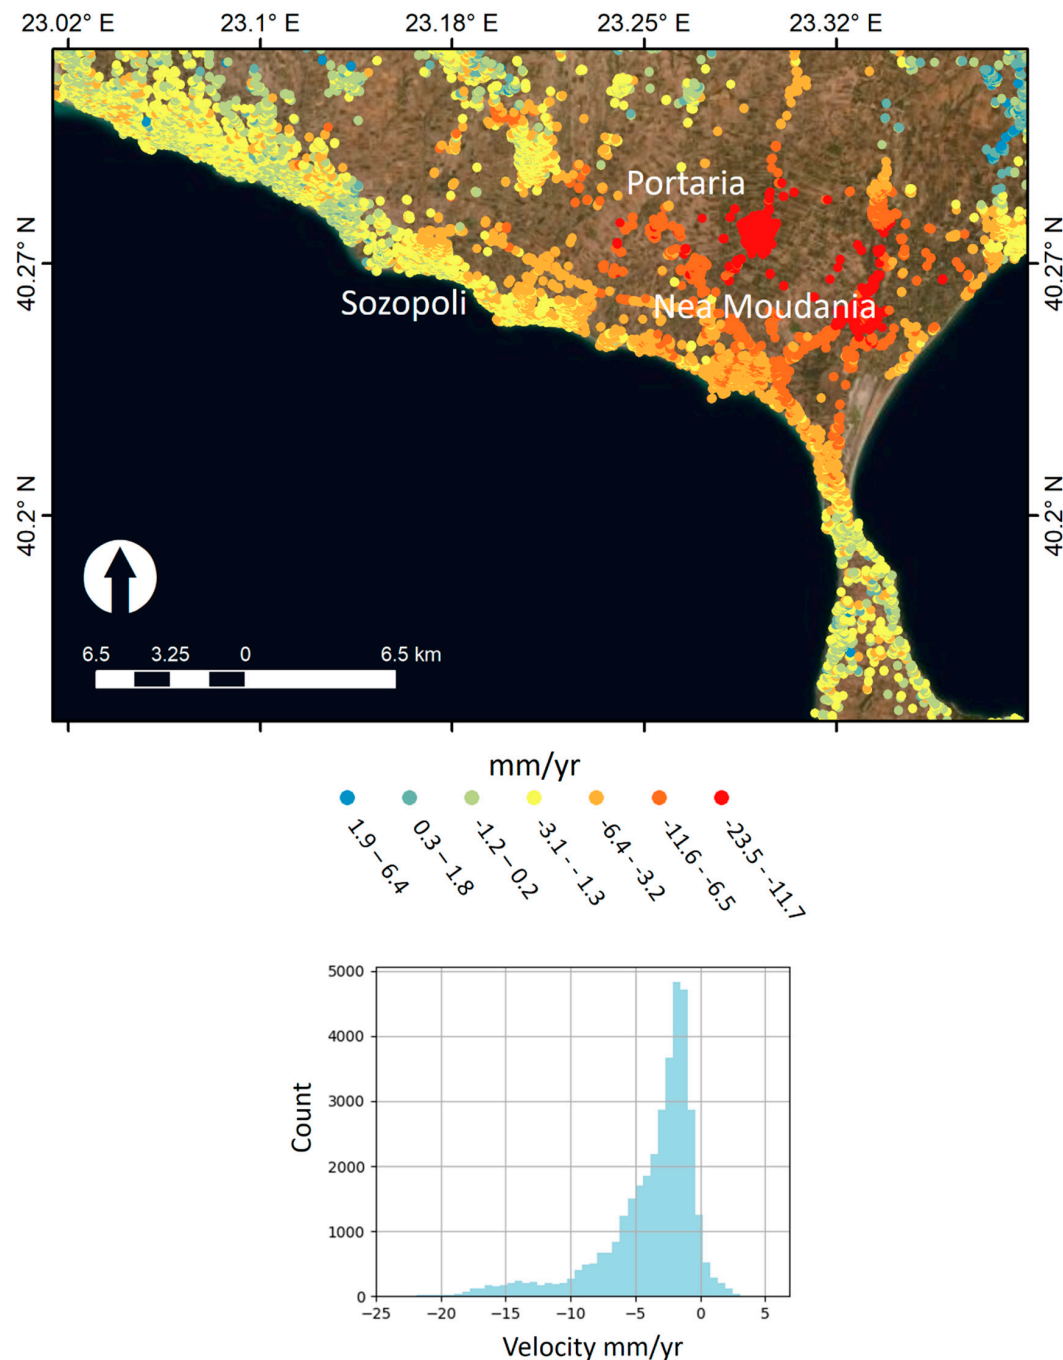 23.02° E 23.1° E 23.18° E 23.25° E 23.32° E
40.27° N
40.27° N
Portaria
Sozopoli
Nea Moudania
40.2° N
40.2° N
6.5 3.25 0 6.5 km
mm/yr
1.9 – 6.4
0.3 – 1.8
-1.2 – 0.2
-3.1 - -1.3
-6.4 - -3.2
-11.6 - -6.5
-23.5 - -11.7
5000
4000
3000
2000
1000
0
Count
−25 −20 −15 −10 −5 0 5
Velocity mm/yr